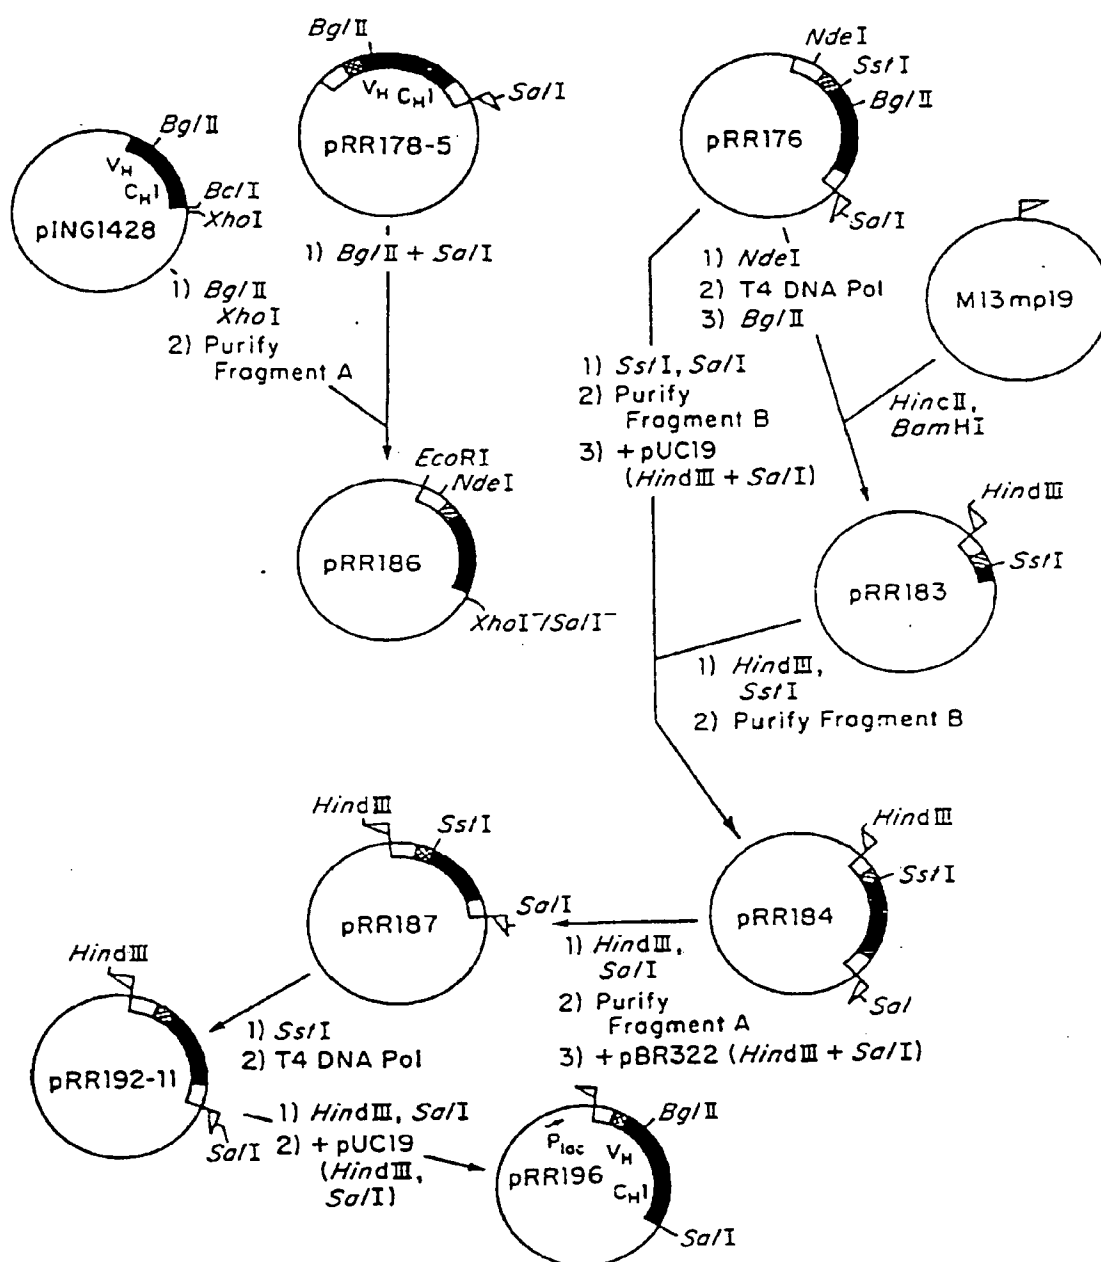 BglII
VH CH1
SalI
pRR178-5
BglII
VH
CH1
BclI
XhoI
pING1428
1) BglII
XhoI
2) Purify
Fragment A
1) BglII + SalI
EcoRI
NdeI
pRR186
XhoI⁻/SalI⁻
NdeI
SstI
BglII
pRR176
SalI
1) NdeI
2) T4 DNA Pol
3) BglII
M13mp19
HincII,
BamHI
1) SstI, SalI
2) Purify
Fragment B
3) +pUC19
(HindIII + SalI)
HindIII
SstI
pRR183
1) HindIII,
SstI
2) Purify Fragment B
HindIII
SstI
pRR184
Sal
1) HindIII,
SalI
2) Purify
Fragment A
3) +pBR322 (HindIII + SalI)
HindIII
SstI
SalI
pRR187
1) SstI
2) T4 DNA Pol
HindIII
pRR192-11
SalI
1) HindIII, SalI
2) +pUC19
(HindIII,
SalI)
BglII
Plac
VH
pRR196
CH1
SalI